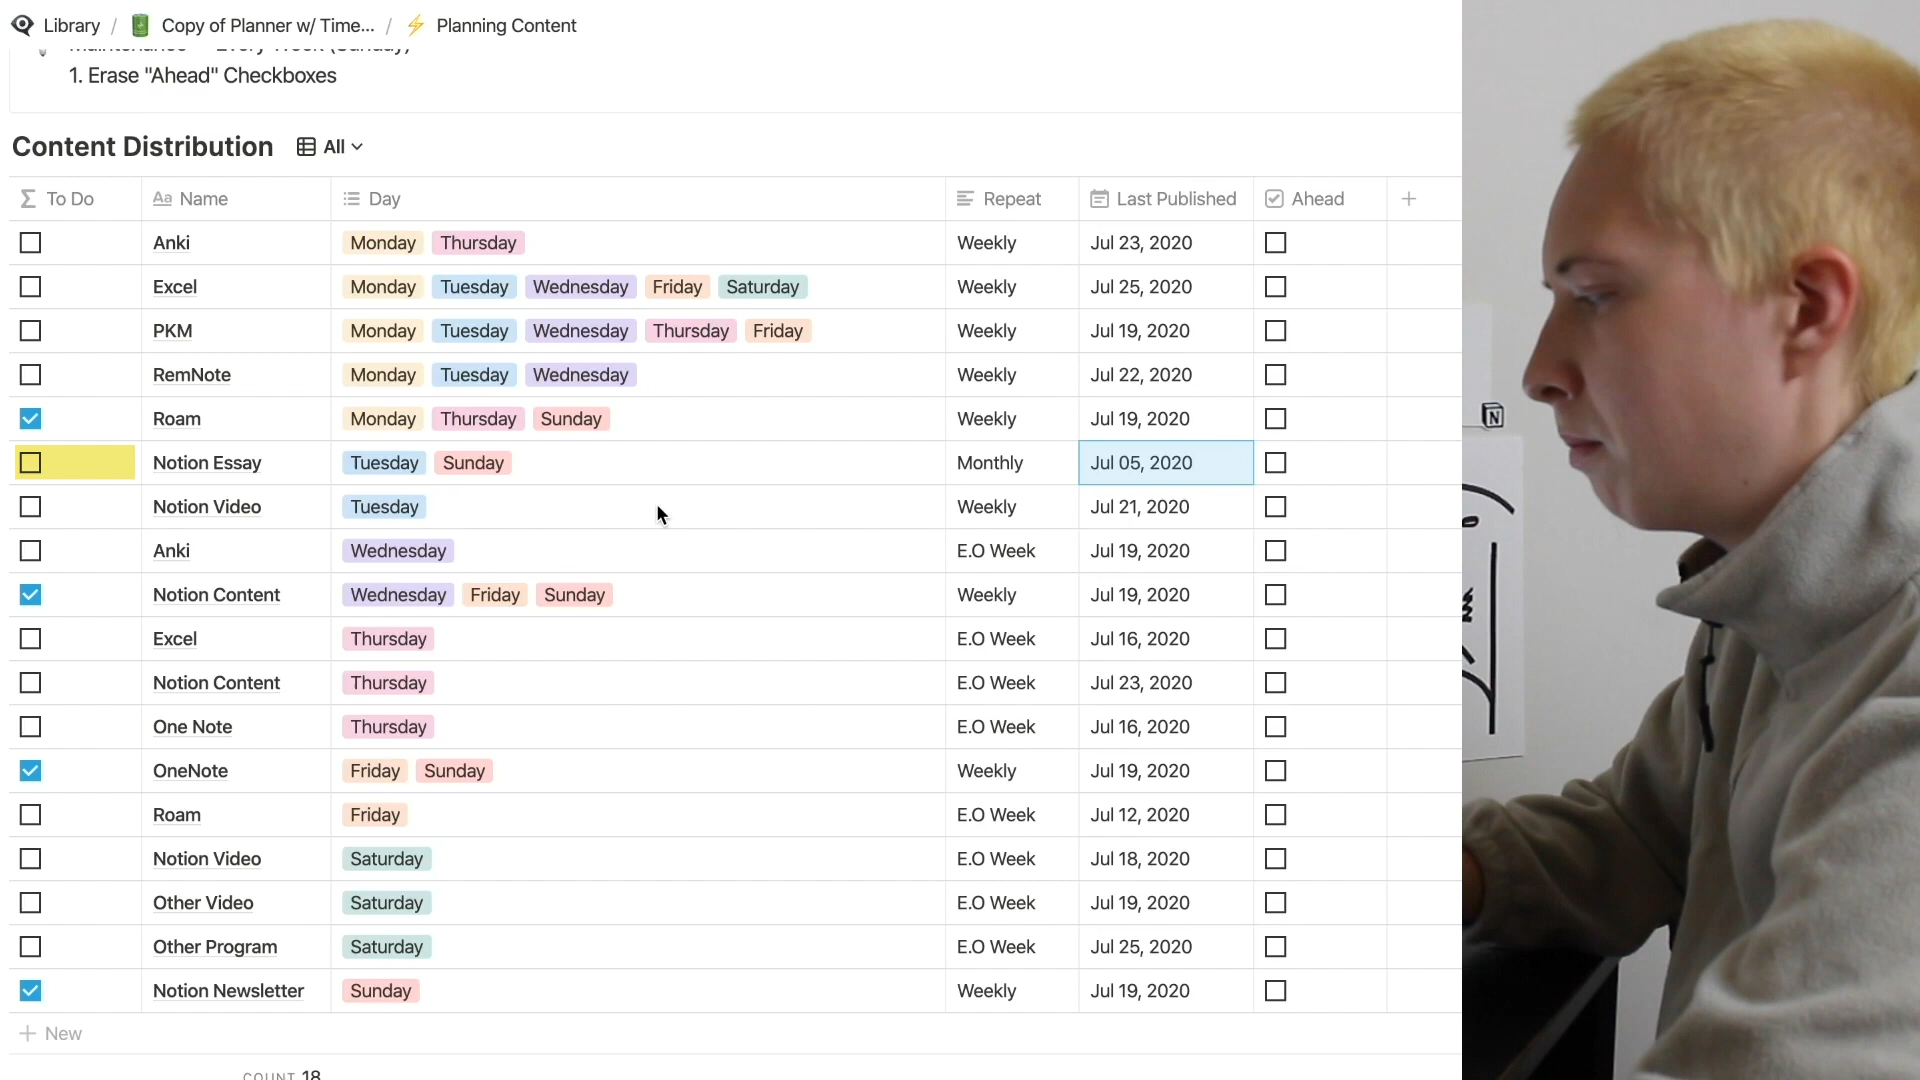 Library / Copy of Planner w/ Time... / Planning Content
Maintenance - Every Week (Sunday)
1. Erase "Ahead" Checkboxes
Content Distribution All
To Do Name Day Repeat Last Published Ahead
Anki Monday Thursday Weekly Jul 23, 2020
Excel Monday Tuesday Wednesday Friday Saturday Weekly Jul 25, 2020
PKM Monday Tuesday Wednesday Thursday Friday Weekly Jul 19, 2020
RemNote Monday Tuesday Wednesday Weekly Jul 22, 2020
Roam Monday Thursday Sunday Weekly Jul 19, 2020
Notion Essay Tuesday Sunday Monthly Jul 05, 2020
Notion Video Tuesday Weekly Jul 21, 2020
Anki Wednesday E.O Week Jul 19, 2020
Notion Content Wednesday Friday Sunday Weekly Jul 19, 2020
Excel Thursday E.O Week Jul 16, 2020
Notion Content Thursday E.O Week Jul 23, 2020
One Note Thursday E.O Week Jul 16, 2020
OneNote Friday Sunday Weekly Jul 19, 2020
Roam Friday E.O Week Jul 12, 2020
Notion Video Saturday E.O Week Jul 18, 2020
Other Video Saturday E.O Week Jul 19, 2020
Other Program Saturday E.O Week Jul 25, 2020
Notion Newsletter Sunday Weekly Jul 19, 2020
+ New
COUNT 18
N